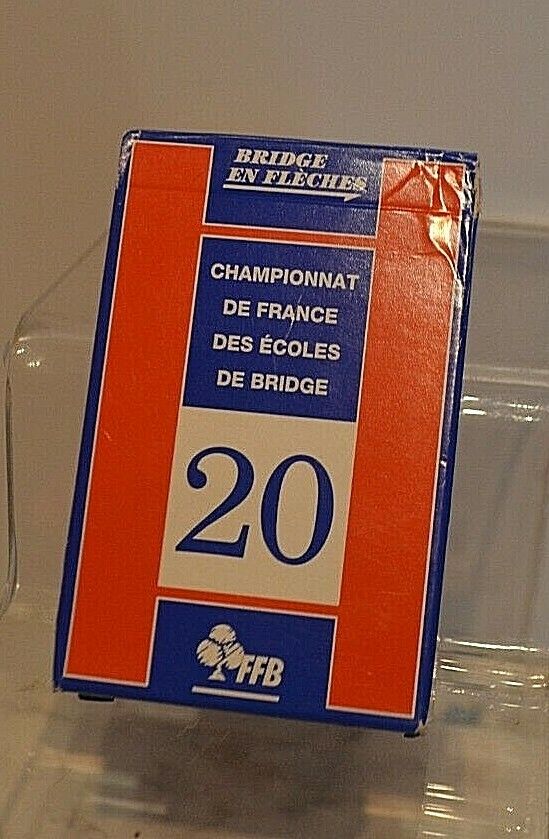 BRIDGE
EN FLÈCHES
CHAMPIONNAT
DE FRANCE
DES ÉCOLES
DE BRIDGE
20
FFB